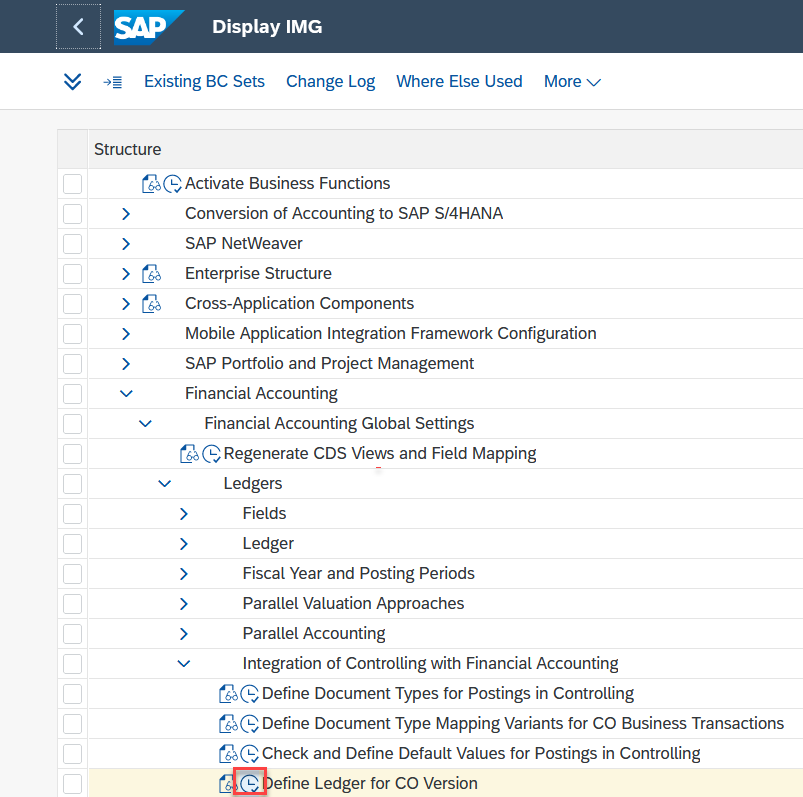 SAP Display IMG
Existing BC Sets Change Log Where Else Used More
Structure
Activate Business Functions
Conversion of Accounting to SAP S/4HANA
SAP NetWeaver
Enterprise Structure
Cross-Application Components
Mobile Application Integration Framework Configuration
SAP Portfolio and Project Management
Financial Accounting
Financial Accounting Global Settings
Regenerate CDS Views and Field Mapping
Ledgers
Fields
Ledger
Fiscal Year and Posting Periods
Parallel Valuation Approaches
Parallel Accounting
Integration of Controlling with Financial Accounting
Define Document Types for Postings in Controlling
Define Document Type Mapping Variants for CO Business Transactions
Check and Define Default Values for Postings in Controlling
Define Ledger for CO Version